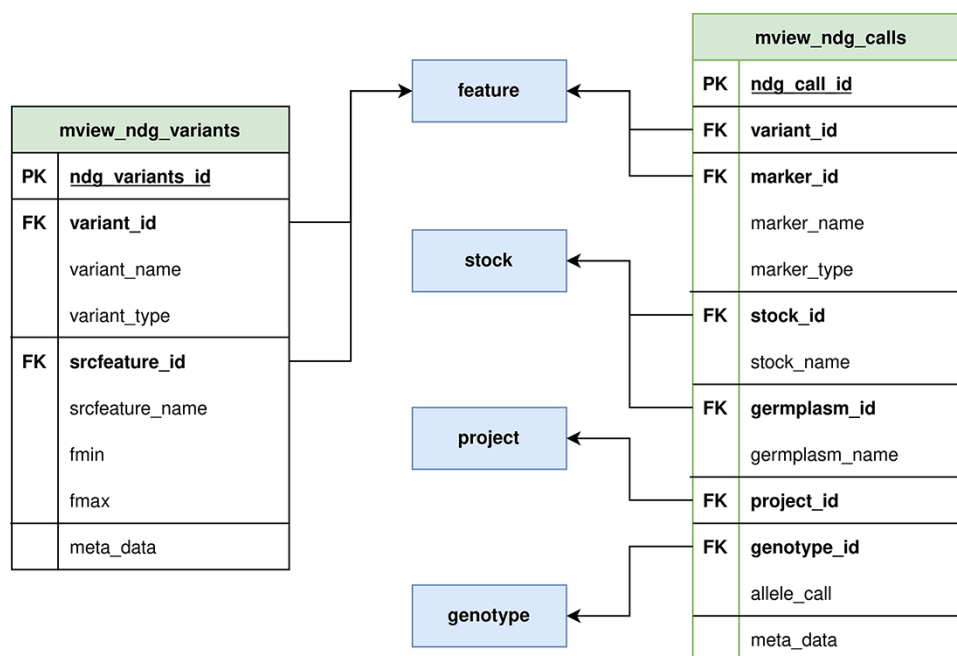 mview_ndg_variants
PK ndg_variants_id
FK variant_id
variant_name
variant_type
FK srcfeature_id
srcfeature_name
fmin
fmax
meta_data
feature
stock
project
genotype
mview_ndg_calls
PK ndg_call_id
FK variant_id
FK marker_id
marker_name
marker_type
FK stock_id
stock_name
FK germplasm_id
germplasm_name
FK project_id
FK genotype_id
allele_call
meta_data